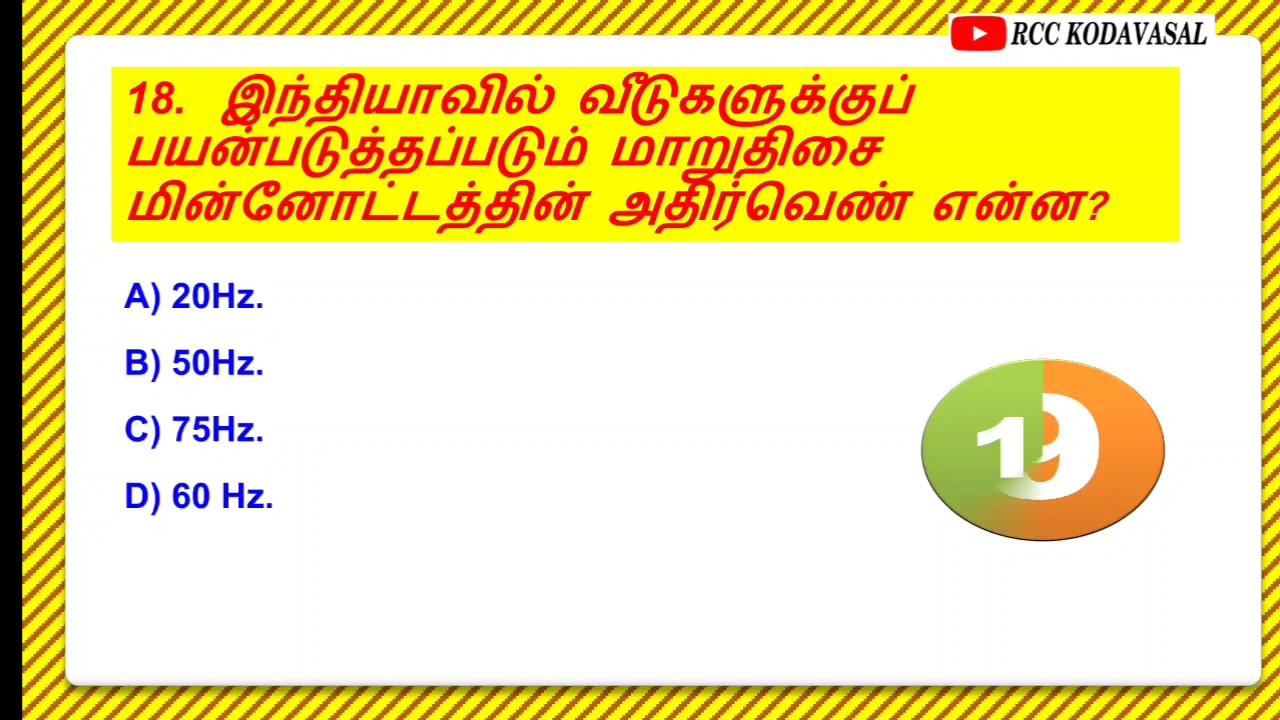 RCC KODAVASAL
18. இந்தியாவில் வீடுகளுக்குப்
பயன்படுத்தப்படும் மாறுதிசை
மின்னோட்டத்தின் அதிர்வெண் என்ன?
A) 20Hz.
B) 50Hz.
C) 75Hz.
D) 60 Hz.